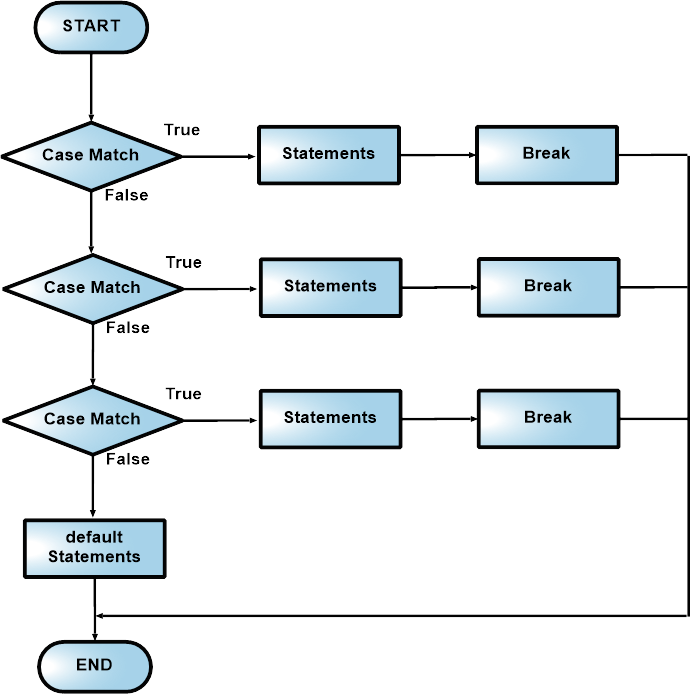 START
True
Case Match
Statements
Break
False
True
Case Match
Statements
Break
False
True
Case Match
Statements
Break
False
default
Statements
END